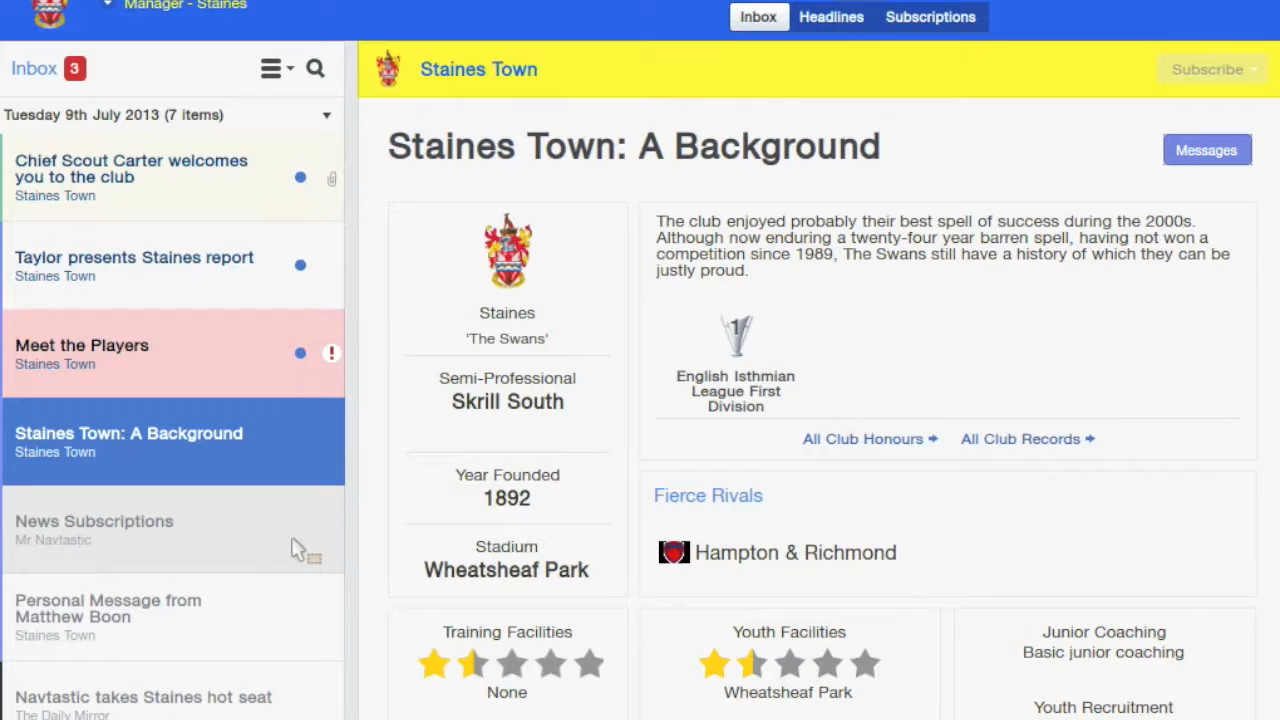 Manager - Staines
Inbox
Headlines
Subscriptions
Inbox 3
Tuesday 9th July 2013 (7 items)
Chief Scout Carter welcomes
you to the club
Staines Town
Taylor presents Staines report
Staines Town
Meet the Players
Staines Town
!
Staines Town: A Background
Staines Town
News Subscriptions
Mr Navtastic
Personal Message from
Matthew Boon
Staines Town
Navtastic takes Staines hot seat
The Daily Mirror
Staines Town
Subscribe
Staines Town: A Background
Messages
Staines
'The Swans'
Semi-Professional
Skrill South
Year Founded
1892
Stadium
Wheatsheaf Park
The club enjoyed probably their best spell of success during the 2000s.
Although now enduring a twenty-four year barren spell, having not won a
competition since 1989, The Swans still have a history of which they can be
justly proud.
1
English Isthmian
League First
Division
All Club Honours
All Club Records
Fierce Rivals
Hampton & Richmond
Training Facilities
None
Youth Facilities
Wheatsheaf Park
Junior Coaching
Basic junior coaching
Youth Recruitment